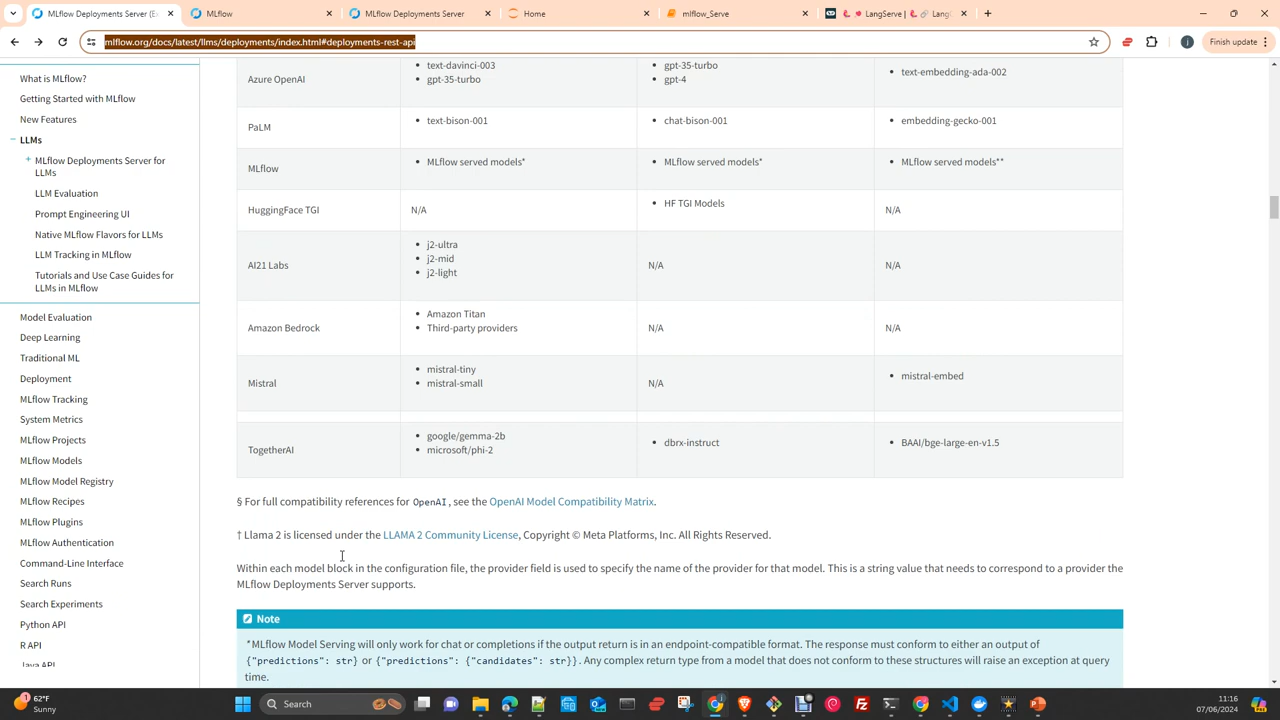 MLflow Deployments Server (Ex
MLflow
MLflow Deployments Server
Home
mlflow_Serve
LangServe | 🦜️🔗 Lang
mlflow.org/docs/latest/llms/deployments/index.html#deployments-rest-api
j
Finish update
What is MLflow?
Getting Started with MLflow
New Features
LLMs
MLflow Deployments Server for
LLMs
LLM Evaluation
Prompt Engineering UI
Native MLflow Flavors for LLMs
LLM Tracking in MLflow
Tutorials and Use Case Guides for
LLMs in MLflow
Model Evaluation
Deep Learning
Traditional ML
Deployment
MLflow Tracking
System Metrics
MLflow Projects
MLflow Models
MLflow Model Registry
MLflow Recipes
MLflow Plugins
MLflow Authentication
Command-Line Interface
Search Runs
Search Experiments
Python API
R API
Java API
Azure OpenAI
text-davinci-003
gpt-35-turbo
gpt-35-turbo
gpt-4
text-embedding-ada-002
PaLM
text-bison-001
chat-bison-001
embedding-gecko-001
MLflow
MLflow served models*
MLflow served models*
MLflow served models**
HuggingFace TGI
N/A
HF TGI Models
N/A
AI21 Labs
j2-ultra
j2-mid
j2-light
N/A
N/A
Amazon Bedrock
Amazon Titan
Third-party providers
N/A
N/A
Mistral
mistral-tiny
mistral-small
N/A
mistral-embed
TogetherAI
google/gemma-2b
microsoft/phi-2
dbrx-instruct
BAAI/bge-large-en-v1.5
§ For full compatibility references for OpenAI, see the OpenAI Model Compatibility Matrix.
† Llama 2 is licensed under the LLAMA 2 Community License, Copyright © Meta Platforms, Inc. All Rights Reserved.
Within each model block in the configuration file, the provider field is used to specify the name of the provider for that model. This is a string value that needs to correspond to a provider the
MLflow Deployments Server supports.
Note
*MLflow Model Serving will only work for chat or completions if the output return is in an endpoint-compatible format. The response must conform to either an output of
{"predictions": str} or {"predictions": {"candidates": str}}. Any complex return type from a model that does not conform to these structures will raise an exception at query
time.
1
62°F
Sunny
Search
11:16
07/06/2024